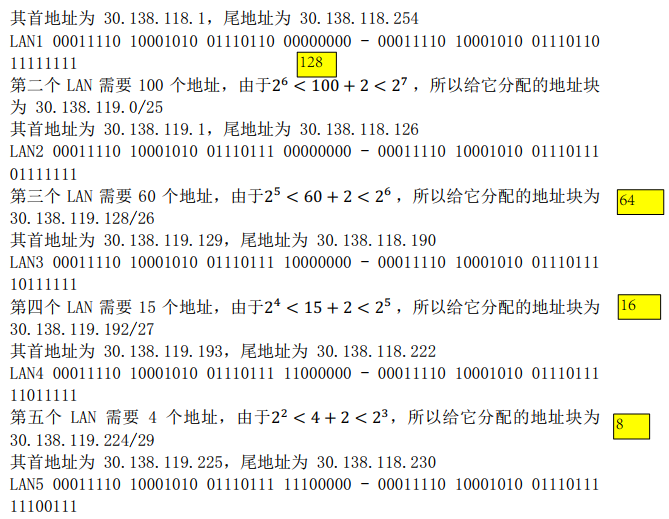 其首地址为 30.138.118.1，尾地址为 30.138.118.254
LAN1 00011110 10001010 01110110 00000000 - 00011110 10001010 01110110
11111111
128
第二个 LAN 需要 100 个地址，由于2⁶ < 100 + 2 < 2⁷ ，所以给它分配的地址块
为 30.138.119.0/25
其首地址为 30.138.119.1，尾地址为 30.138.118.126
LAN2 00011110 10001010 01110111 00000000 - 00011110 10001010 01110111
01111111
第三个 LAN 需要 60 个地址，由于2⁵ < 60 + 2 < 2⁶ ，所以给它分配的地址块为
64
30.138.119.128/26
其首地址为 30.138.119.129，尾地址为 30.138.118.190
LAN3 00011110 10001010 01110111 10000000 - 00011110 10001010 01110111
10111111
第四个 LAN 需要 15 个地址，由于2⁴ < 15 + 2 < 2⁵ ，所以给它分配的地址块为
16
30.138.119.192/27
其首地址为 30.138.119.193，尾地址为 30.138.118.222
LAN4 00011110 10001010 01110111 11000000 - 00011110 10001010 01110111
11011111
第五个 LAN 需要 4 个地址，由于2² < 4 + 2 < 2³，所以给它分配的地址块为
8
30.138.119.224/29
其首地址为 30.138.119.225，尾地址为 30.138.118.230
LAN5 00011110 10001010 01110111 11100000 - 00011110 10001010 01110111
11100111